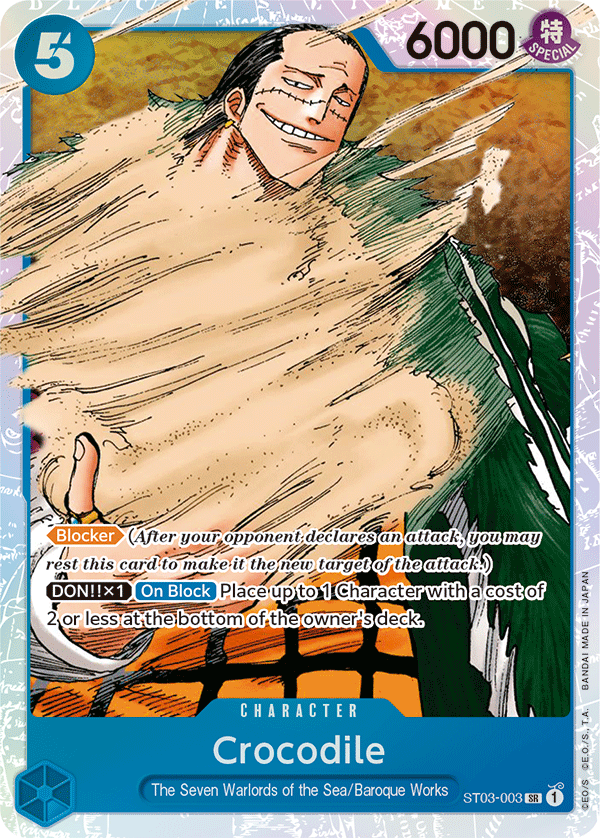 5
6000
特
SPECIAL
Blocker (After your opponent declares an attack, you may
rest this card to make it the new target of the attack.)
DON!!×1 On Block Place up to 1 Character with a cost of
2 or less at the bottom of the owner's deck.
CHARACTER
Crocodile
The Seven Warlords of the Sea/Baroque Works
ST03-003 SR 1
©EO/S ©E.O./S., T.A. BANDAI MADE IN JAPAN